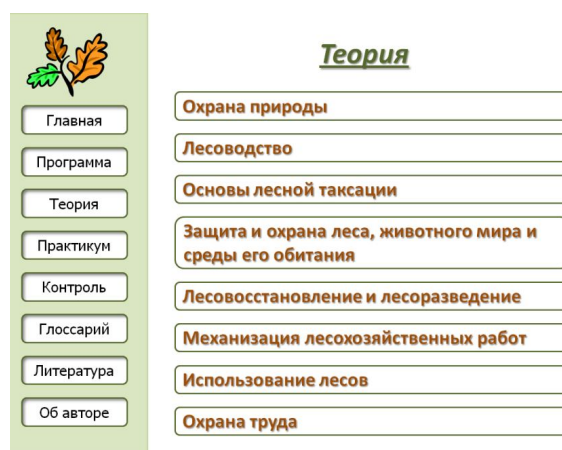 Главная
Программа
Теория
Практикум
Контроль
Глоссарий
Литература
Об авторе
Теория
Охрана природы
Лесоводство
Основы лесной таксации
Защита и охрана леса, животного мира и
среды его обитания
Лесовосстановление и лесоразведение
Механизация лесохозяйственных работ
Использование лесов
Охрана труда